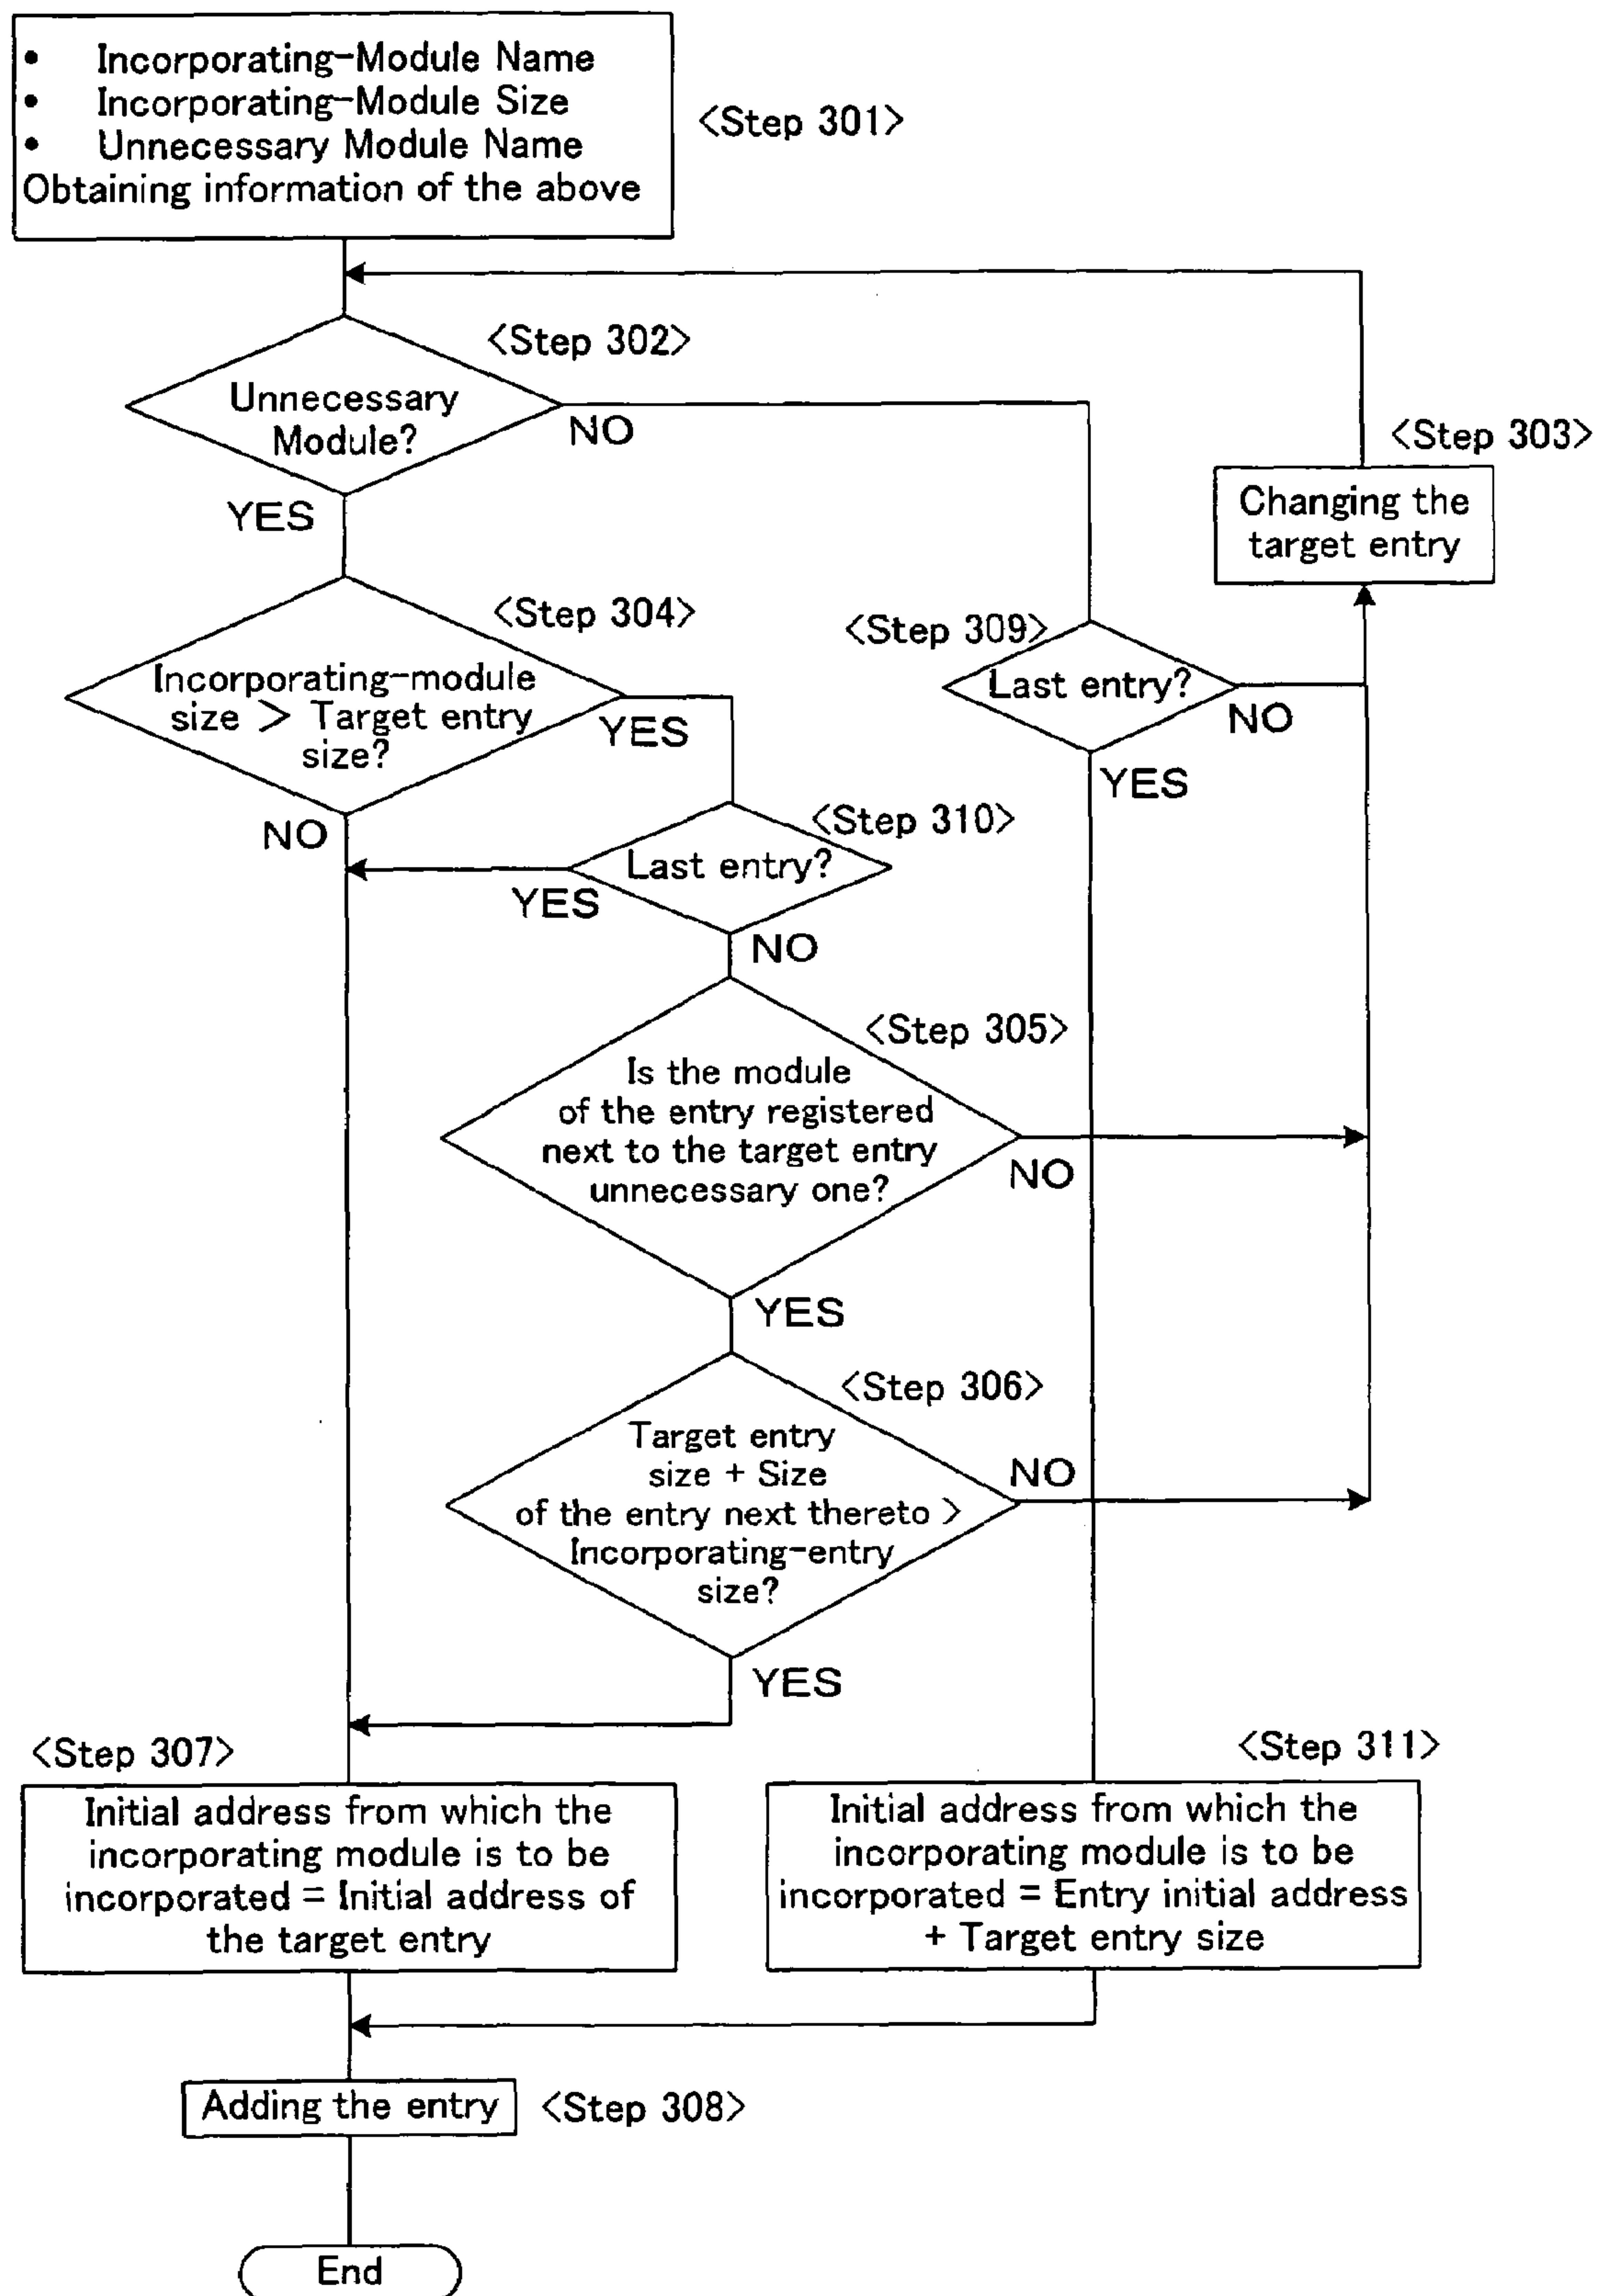 • Incorporating-Module Name
• Incorporating-Module Size
• Unnecessary Module Name
Obtaining information of the above
<Step 301>
<Step 302>
Unnecessary
Module?
NO
YES
<Step 303>
Changing the
target entry
<Step 304>
Incorporating-module
size > Target entry
size?
YES
NO
<Step 309>
Last entry?
NO
YES
<Step 310>
Last entry?
YES
NO
<Step 305>
Is the module
of the entry registered
next to the target entry
unnecessary one?
NO
YES
<Step 306>
Target entry
size + Size
of the entry next thereto >
Incorporating-entry
size?
NO
YES
<Step 307>
Initial address from which the
incorporating module is to be
incorporated = Initial address of
the target entry
<Step 311>
Initial address from which the
incorporating module is to be
incorporated = Entry initial address
+ Target entry size
Adding the entry
<Step 308>
End